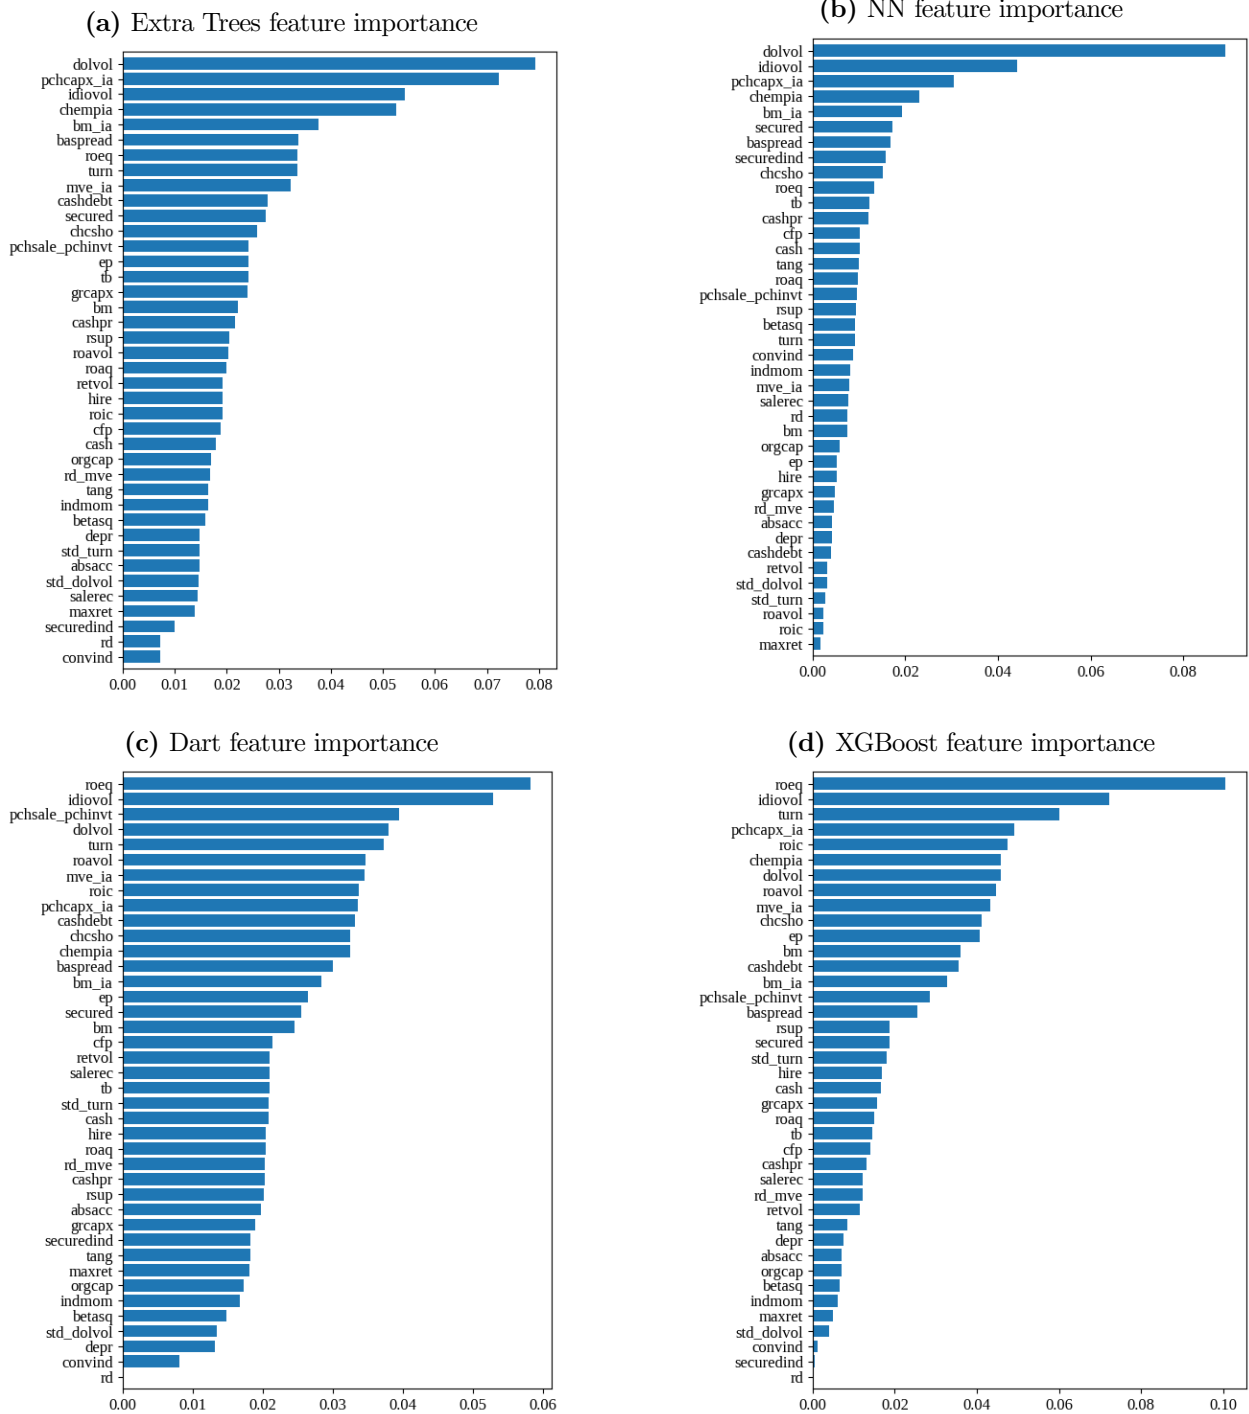 (a) Extra Trees feature importance
dolvol
pchcapx_ia
idiovol
chempia
bm_ia
baspread
roeq
turn
mve_ia
cashdebt
secured
chcsho
pchsale_pchinvt
ep
tb
grcapx
bm
cashpr
rsup
roavol
roaq
retvol
hire
roic
cfp
cash
orgcap
rd_mve
tang
indmom
betasq
depr
std_turn
absacc
std_dolvol
salerec
maxret
securedind
rd
convind
0.00 0.01 0.02 0.03 0.04 0.05 0.06 0.07 0.08
(b) NN feature importance
dolvol
idiovol
pchcapx_ia
chempia
bm_ia
secured
baspread
securedind
chcsho
roeq
tb
cashpr
cfp
cash
tang
roaq
pchsale_pchinvt
rsup
betasq
turn
convind
indmom
mve_ia
salerec
rd
bm
orgcap
ep
hire
grcapx
rd_mve
absacc
depr
cashdebt
retvol
std_dolvol
std_turn
roavol
roic
maxret
0.00 0.02 0.04 0.06 0.08
(c) Dart feature importance
roeq
idiovol
pchsale_pchinvt
dolvol
turn
roavol
mve_ia
roic
pchcapx_ia
cashdebt
chcsho
chempia
baspread
bm_ia
ep
secured
bm
cfp
retvol
salerec
tb
std_turn
cash
hire
roaq
rd_mve
cashpr
rsup
absacc
grcapx
securedind
tang
maxret
orgcap
indmom
betasq
std_dolvol
depr
convind
rd
0.00 0.01 0.02 0.03 0.04 0.05 0.06
(d) XGBoost feature importance
roeq
idiovol
turn
pchcapx_ia
roic
chempia
dolvol
roavol
mve_ia
chcsho
ep
bm
cashdebt
bm_ia
pchsale_pchinvt
baspread
rsup
secured
std_turn
hire
cash
grcapx
roaq
tb
cfp
cashpr
salerec
rd_mve
retvol
tang
depr
absacc
orgcap
betasq
indmom
maxret
std_dolvol
convind
securedind
rd
0.00 0.02 0.04 0.06 0.08 0.10